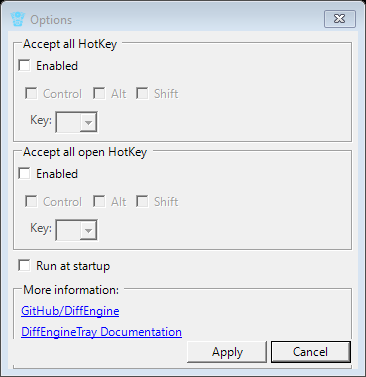 Options
Accept all HotKey
Enabled
Control Alt Shift
Key:
Accept all open HotKey
Enabled
Control Alt Shift
Key:
Run at startup
More information:
GitHub/DiffEngine
DiffEngineTray Documentation
Apply Cancel